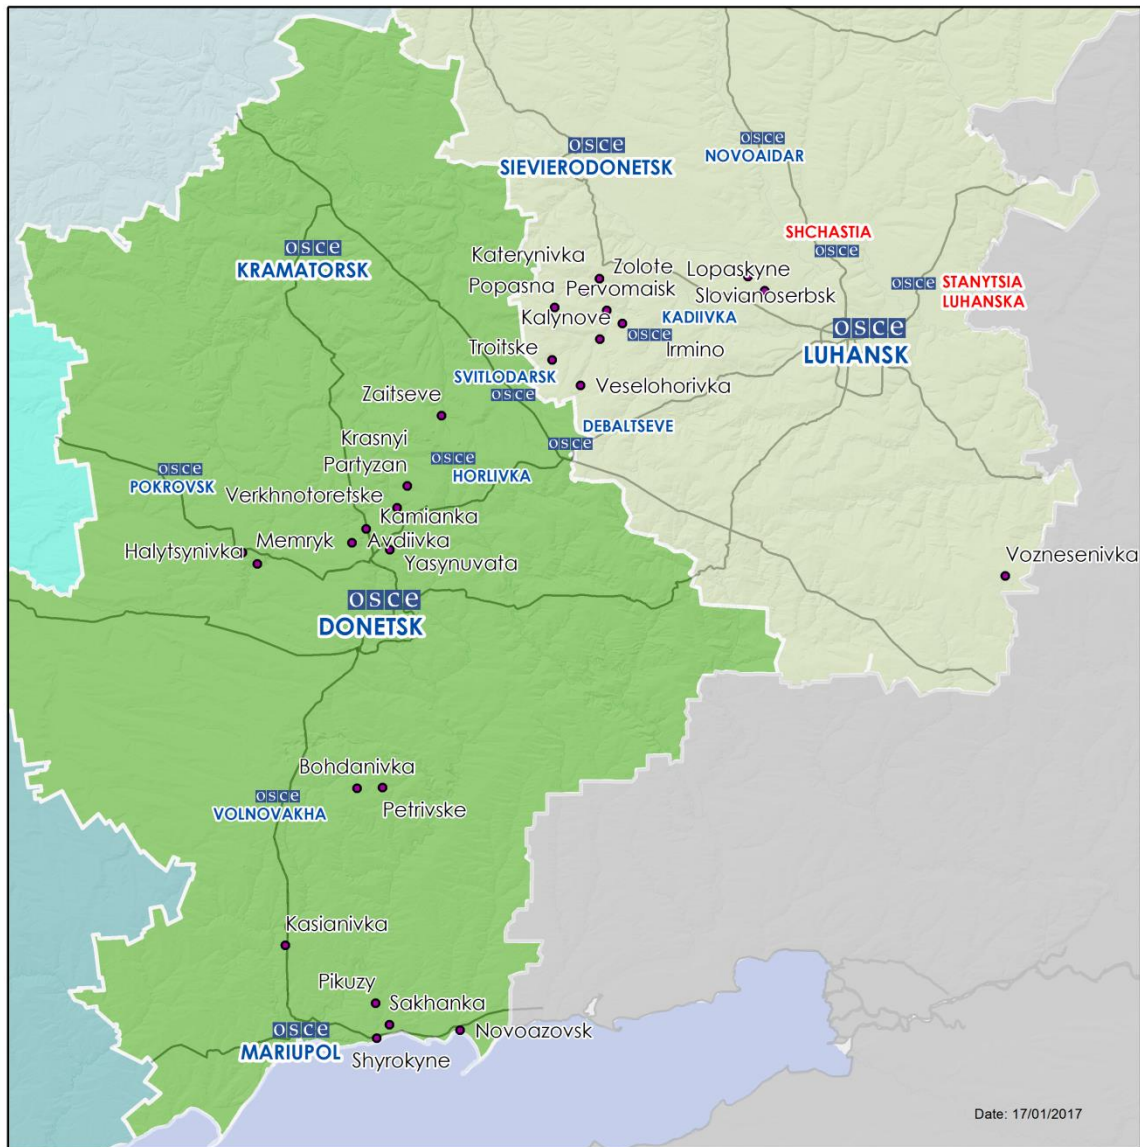 osce
SIEVIERODONETSK
osce
NOVOAIDAR
osce
KRAMATORSK
SHCHASTIA
osce
osce
STANYTSIA
LUHANSKA
Katerynivka
Zolote
Lopaskyne
Popasna
Pervomaisk
Slovianoserbsk
Kalynove
KADIIVKA
osce
osce
LUHANSK
Irmino
Troitske
SVITLODARSK
osce
Veselohorivka
Zaitseve
DEBALTSEVE
osce
Krasnyi
Partyzan
osce
HORLIVKA
osce
POKROVSK
Verkhnotoretske
Kamianka
Memryk
Avdiivka
Halytsynivka
Yasynuvata
Voznesenivka
osce
DONETSK
Bohdanivka
osce
VOLNOVAKHA
Petrivske
Kasianivka
Pikuzy
Sakhanka
osce
MARIUPOL
Novoazovsk
Shyrokyne
Date: 17/01/2017